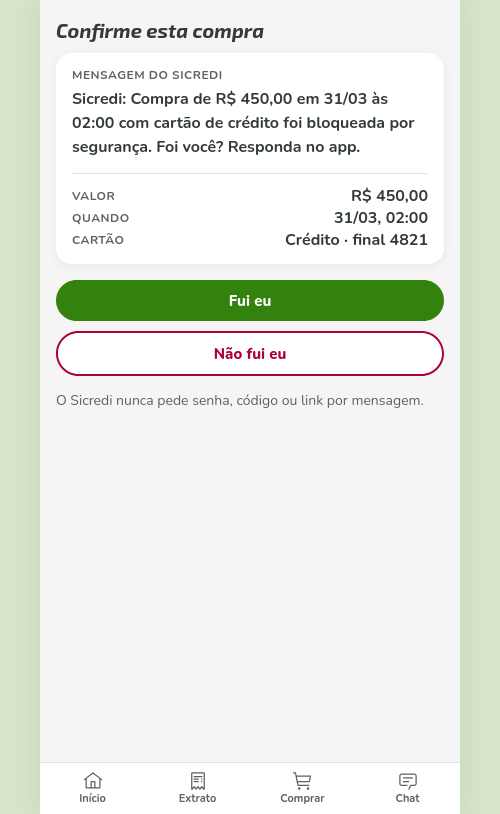 Confirme esta compra
MENSAGEM DO SICREDI
Sicredi: Compra de R$ 450,00 em 31/03 às
02:00 com cartão de crédito foi bloqueada por
segurança. Foi você? Responda no app.
VALOR R$ 450,00
QUANDO 31/03, 02:00
CARTÃO Crédito · final 4821
Fui eu
Não fui eu
O Sicredi nunca pede senha, código ou link por mensagem.
Início Extrato Comprar Chat